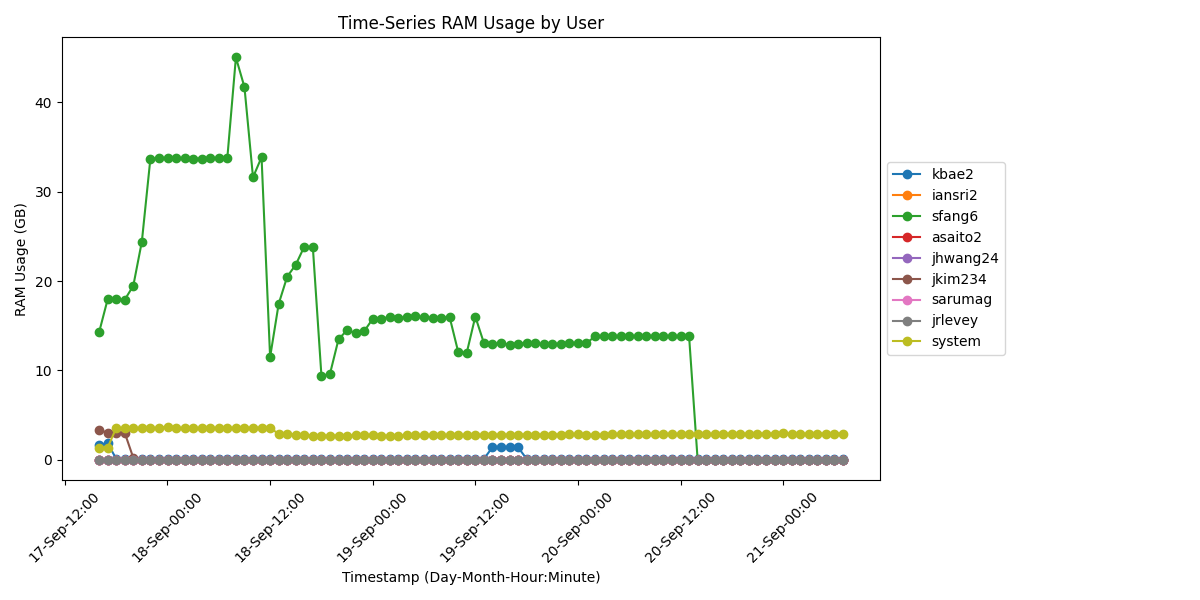 Time-Series RAM Usage by User
RAM Usage (GB)
40
30
20
10
0
17-Sep-12:00
18-Sep-00:00
18-Sep-12:00
19-Sep-00:00
19-Sep-12:00
20-Sep-00:00
20-Sep-12:00
21-Sep-00:00
Timestamp (Day-Month-Hour:Minute)
kbae2
iansri2
sfang6
asaito2
jhwang24
jkim234
sarumag
jrlevey
system